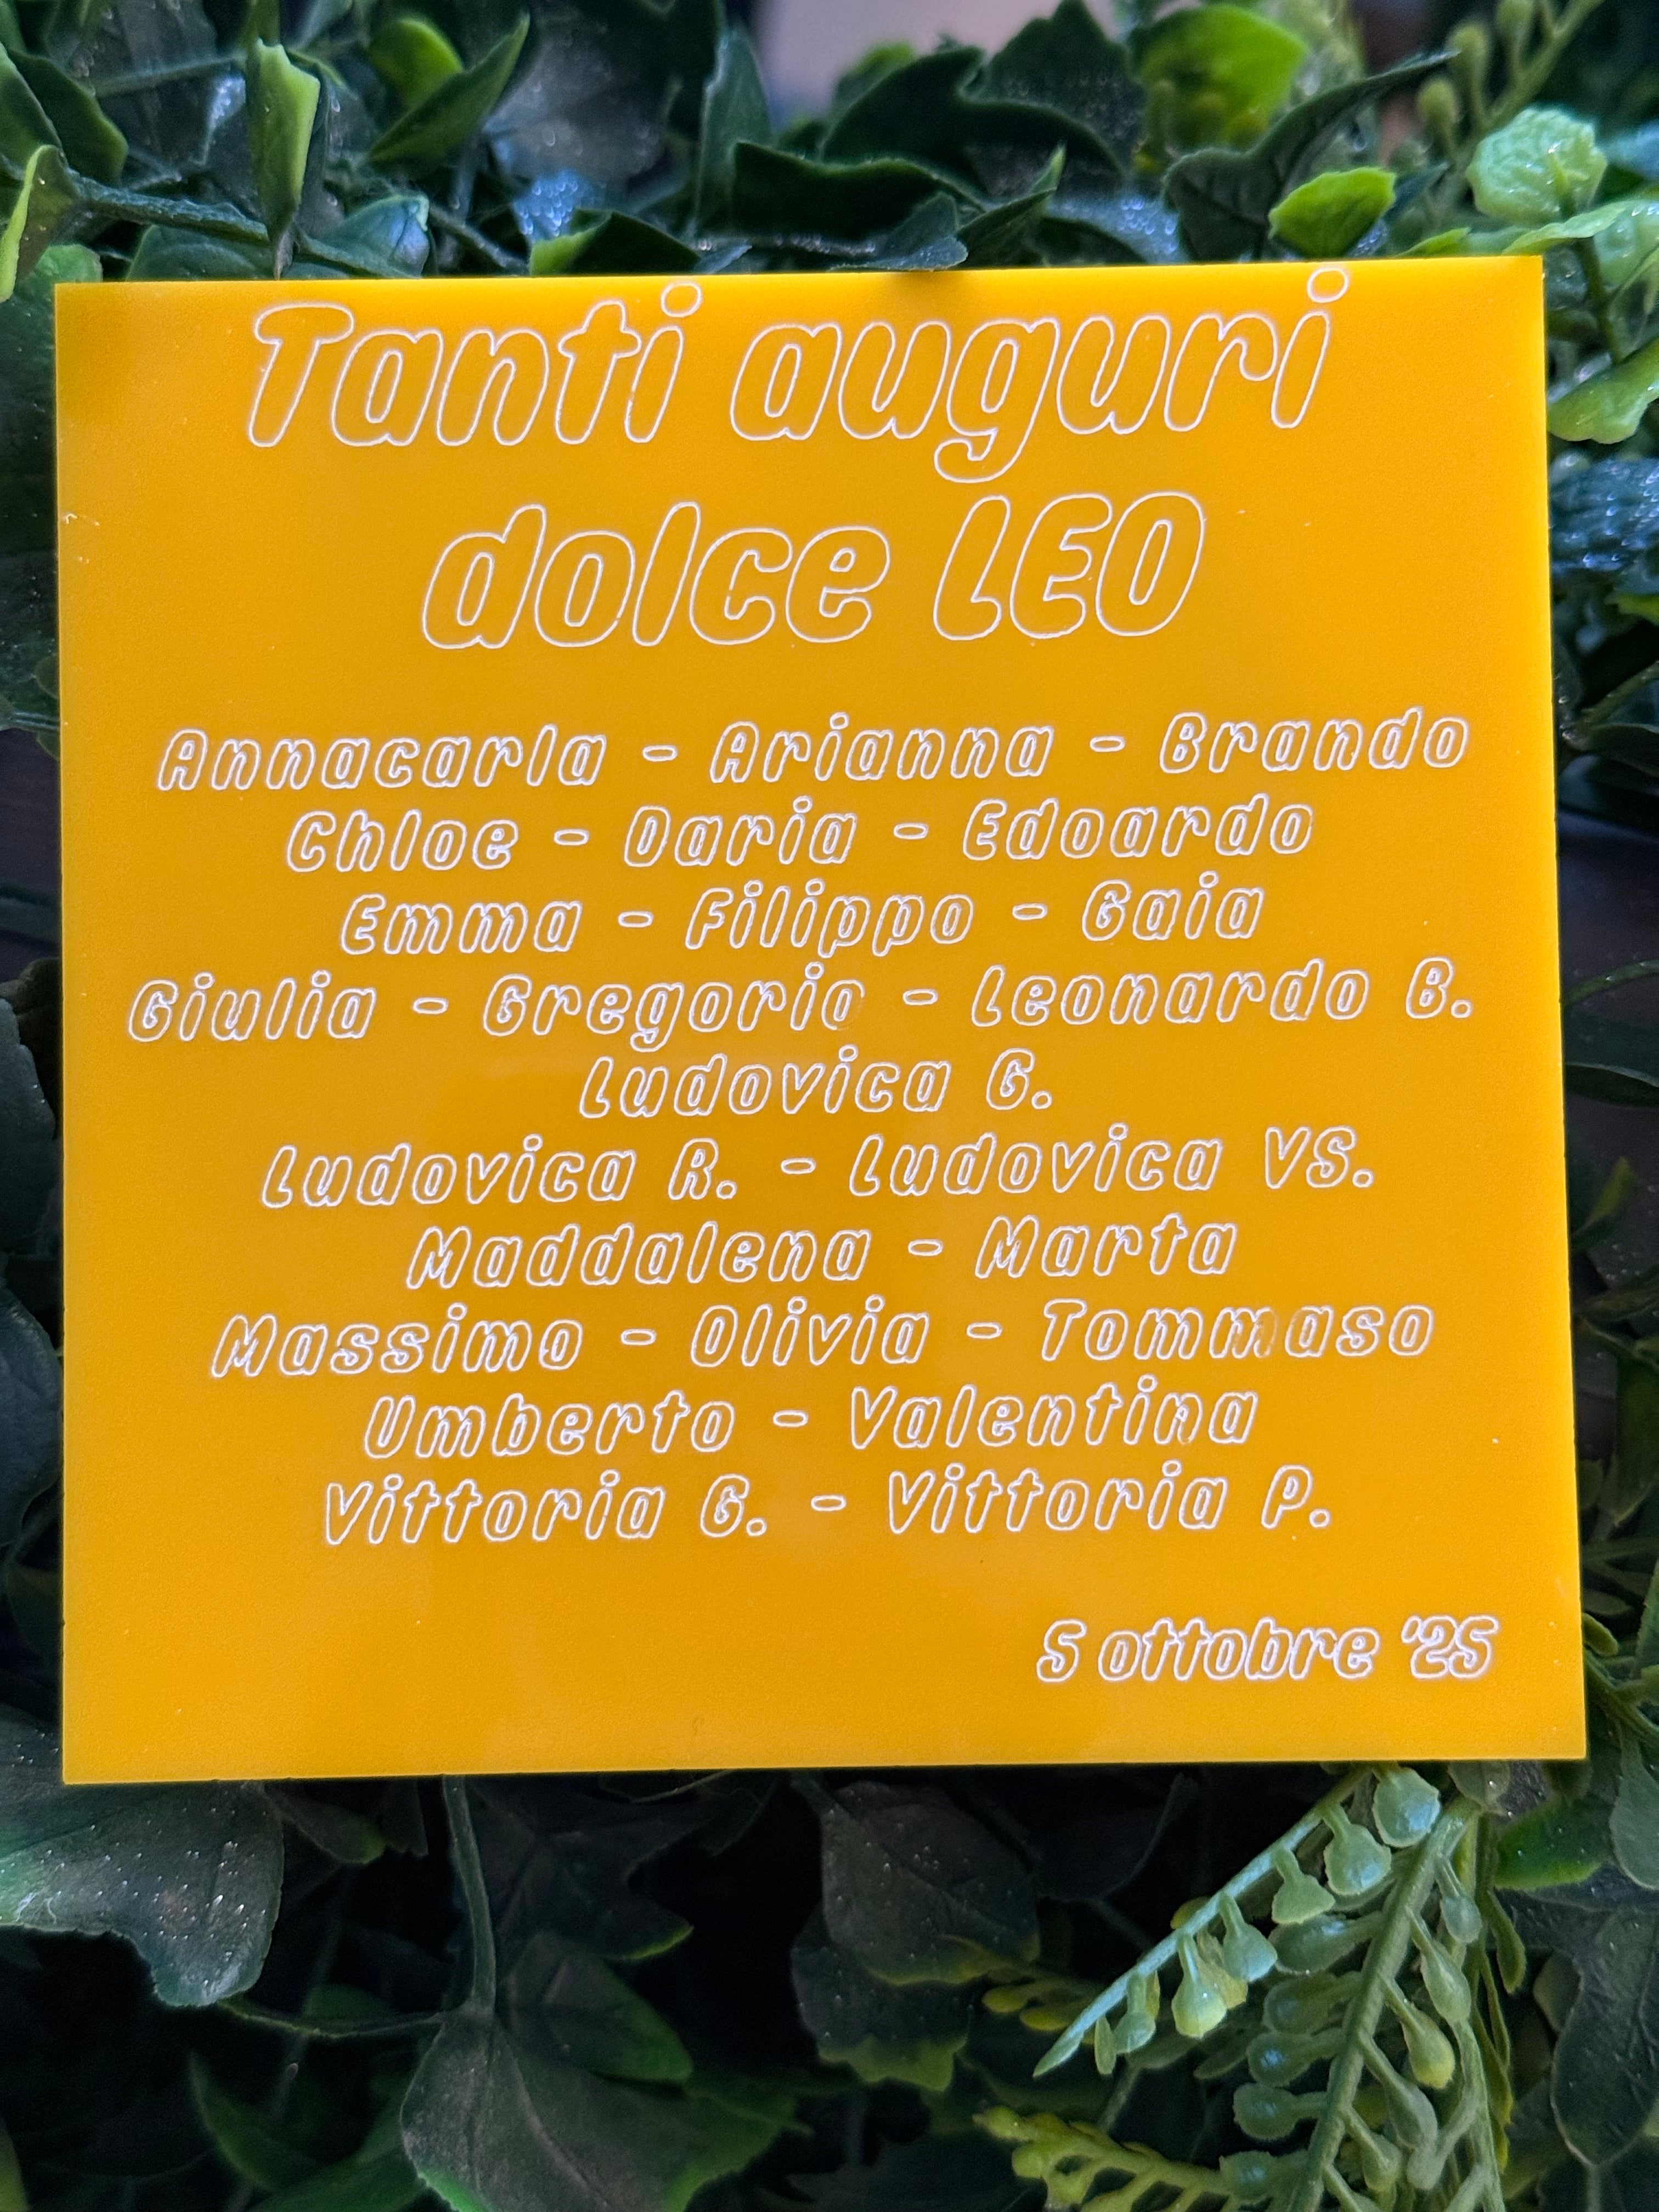 Tanti auguri
dolce LEO
Annacarla - Arianna - Brando
Chloe - Daria - Edoardo
Emma - Filippo - Gaia
Giulia - Gregorio - Leonardo B.
Ludovica G.
Ludovica R. - Ludovica VS.
Maddalena - Marta
Massimo - Olivia - Tommaso
Umberto - Valentina
Vittoria G. - Vittoria P.
5 ottobre '25